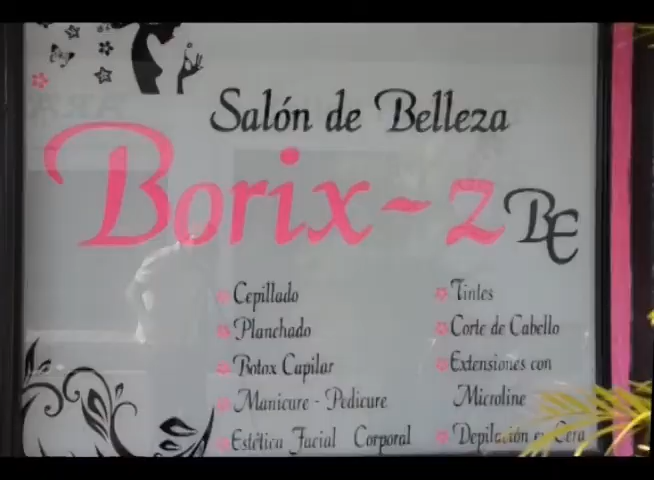 Salón de Belleza
Borix-z BE
Cepillado
Planchado
Botox Capilar
Manicure - Pedicure
Estética Facial Corporal
Tintes
Corte de Cabello
Extensiones con
Microline
Depilación en Cera